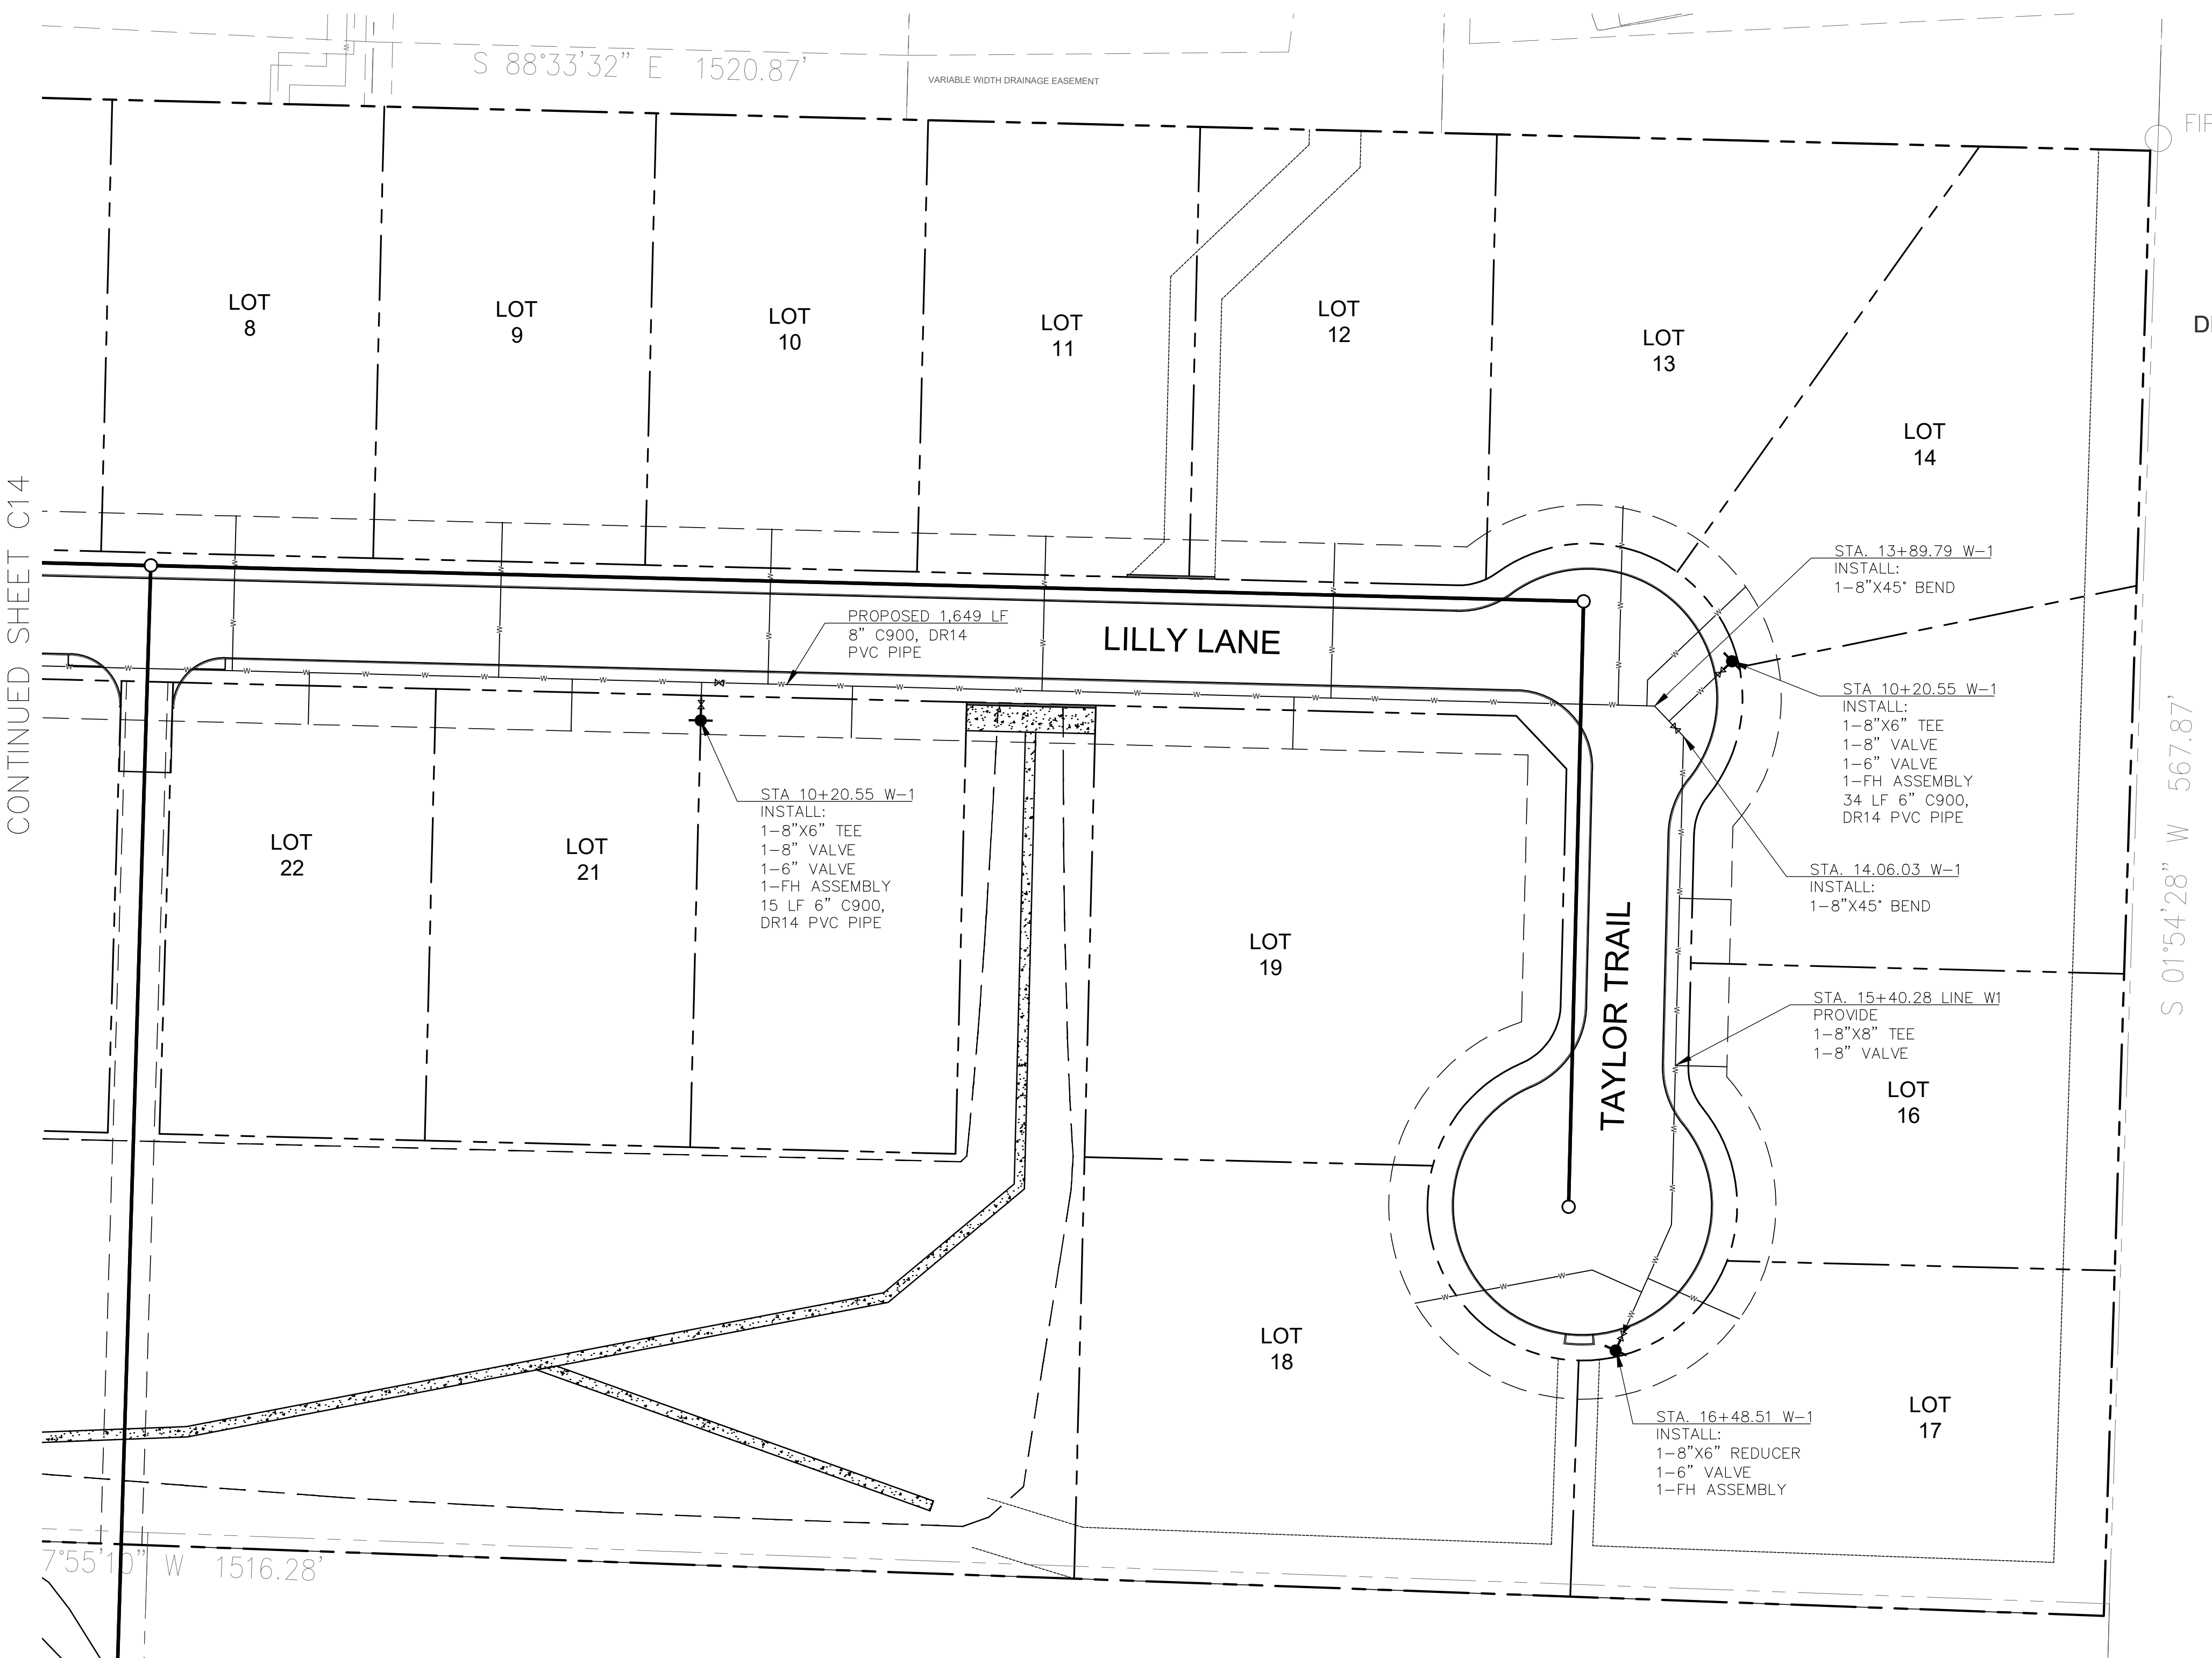 S 88°33'32" E 1520.87'
VARIABLE WIDTH DRAINAGE EASEMENT
CONTINUED SHEET C14
LOT
8
LOT
9
LOT
10
LOT
11
LOT
12
LOT
13
LOT
14
STA. 13+89.79 W-1
INSTALL:
1-8"X45° BEND
PROPOSED 1,649 LF
8" C900, DR14
PVC PIPE
LILLY LANE
STA 10+20.55 W-1
INSTALL:
1-8"X6" TEE
1-8" VALVE
1-6" VALVE
1-FH ASSEMBLY
34 LF 6" C900,
DR14 PVC PIPE
STA 10+20.55 W-1
INSTALL:
1-8"X6" TEE
1-8" VALVE
1-6" VALVE
1-FH ASSEMBLY
15 LF 6" C900,
DR14 PVC PIPE
LOT
22
LOT
21
LOT
19
STA. 14.06.03 W-1
INSTALL:
1-8"X45° BEND
TAYLOR TRAIL
STA. 15+40.28 LINE W1
PROVIDE
1-8"X8" TEE
1-8" VALVE
LOT
16
S 01°54'28" W 567.87'
LOT
18
LOT
17
STA. 16+48.51 W-1
INSTALL:
1-8"X6" REDUCER
1-6" VALVE
1-FH ASSEMBLY
7°55'10" W 1516.28'